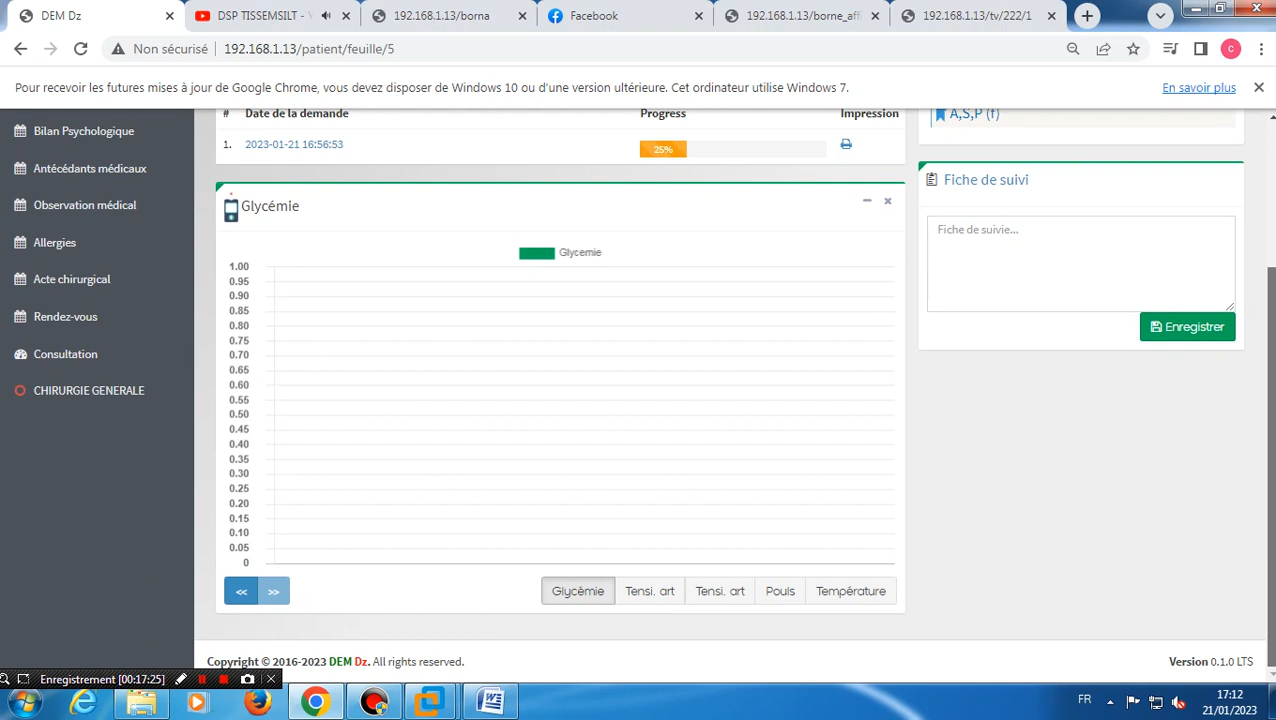 DEM Dz
DSP TISSEMSILT - Y
192.168.1.13/borna
Facebook
192.168.1.13/borne_affi
192.168.1.13/tv/222/1
Non sécurisé
192.168.1.13/patient/feuille/5
C
Pour recevoir les futures mises à jour de Google Chrome, vous devez disposer de Windows 10 ou d'une version ultérieure. Cet ordinateur utilise Windows 7.
En savoir plus
Bilan Psychologique
Antécédants médicaux
Observation médical
Allergies
Acte chirurgical
Rendez-vous
Consultation
CHIRURGIE GENERALE
# Date de la demande Progress Impression
1. 2023-01-21 16:56:53 25%
Glycémie
Glycemie
1.00
0.95
0.90
0.85
0.80
0.75
0.70
0.65
0.60
0.55
0.50
0.45
0.40
0.35
0.30
0.25
0.20
0.15
0.10
0.05
0
<< >>
Glycémie Tensi. art Tensi. art Pouls Température
A,S,P (f)
Fiche de suivi
Fiche de suivie...
Enregistrer
Copyright © 2016-2023 DEM Dz. All rights reserved.
Version 0.1.0 LTS
Enregistrement [00:17:25]
FR
17:12
21/01/2023